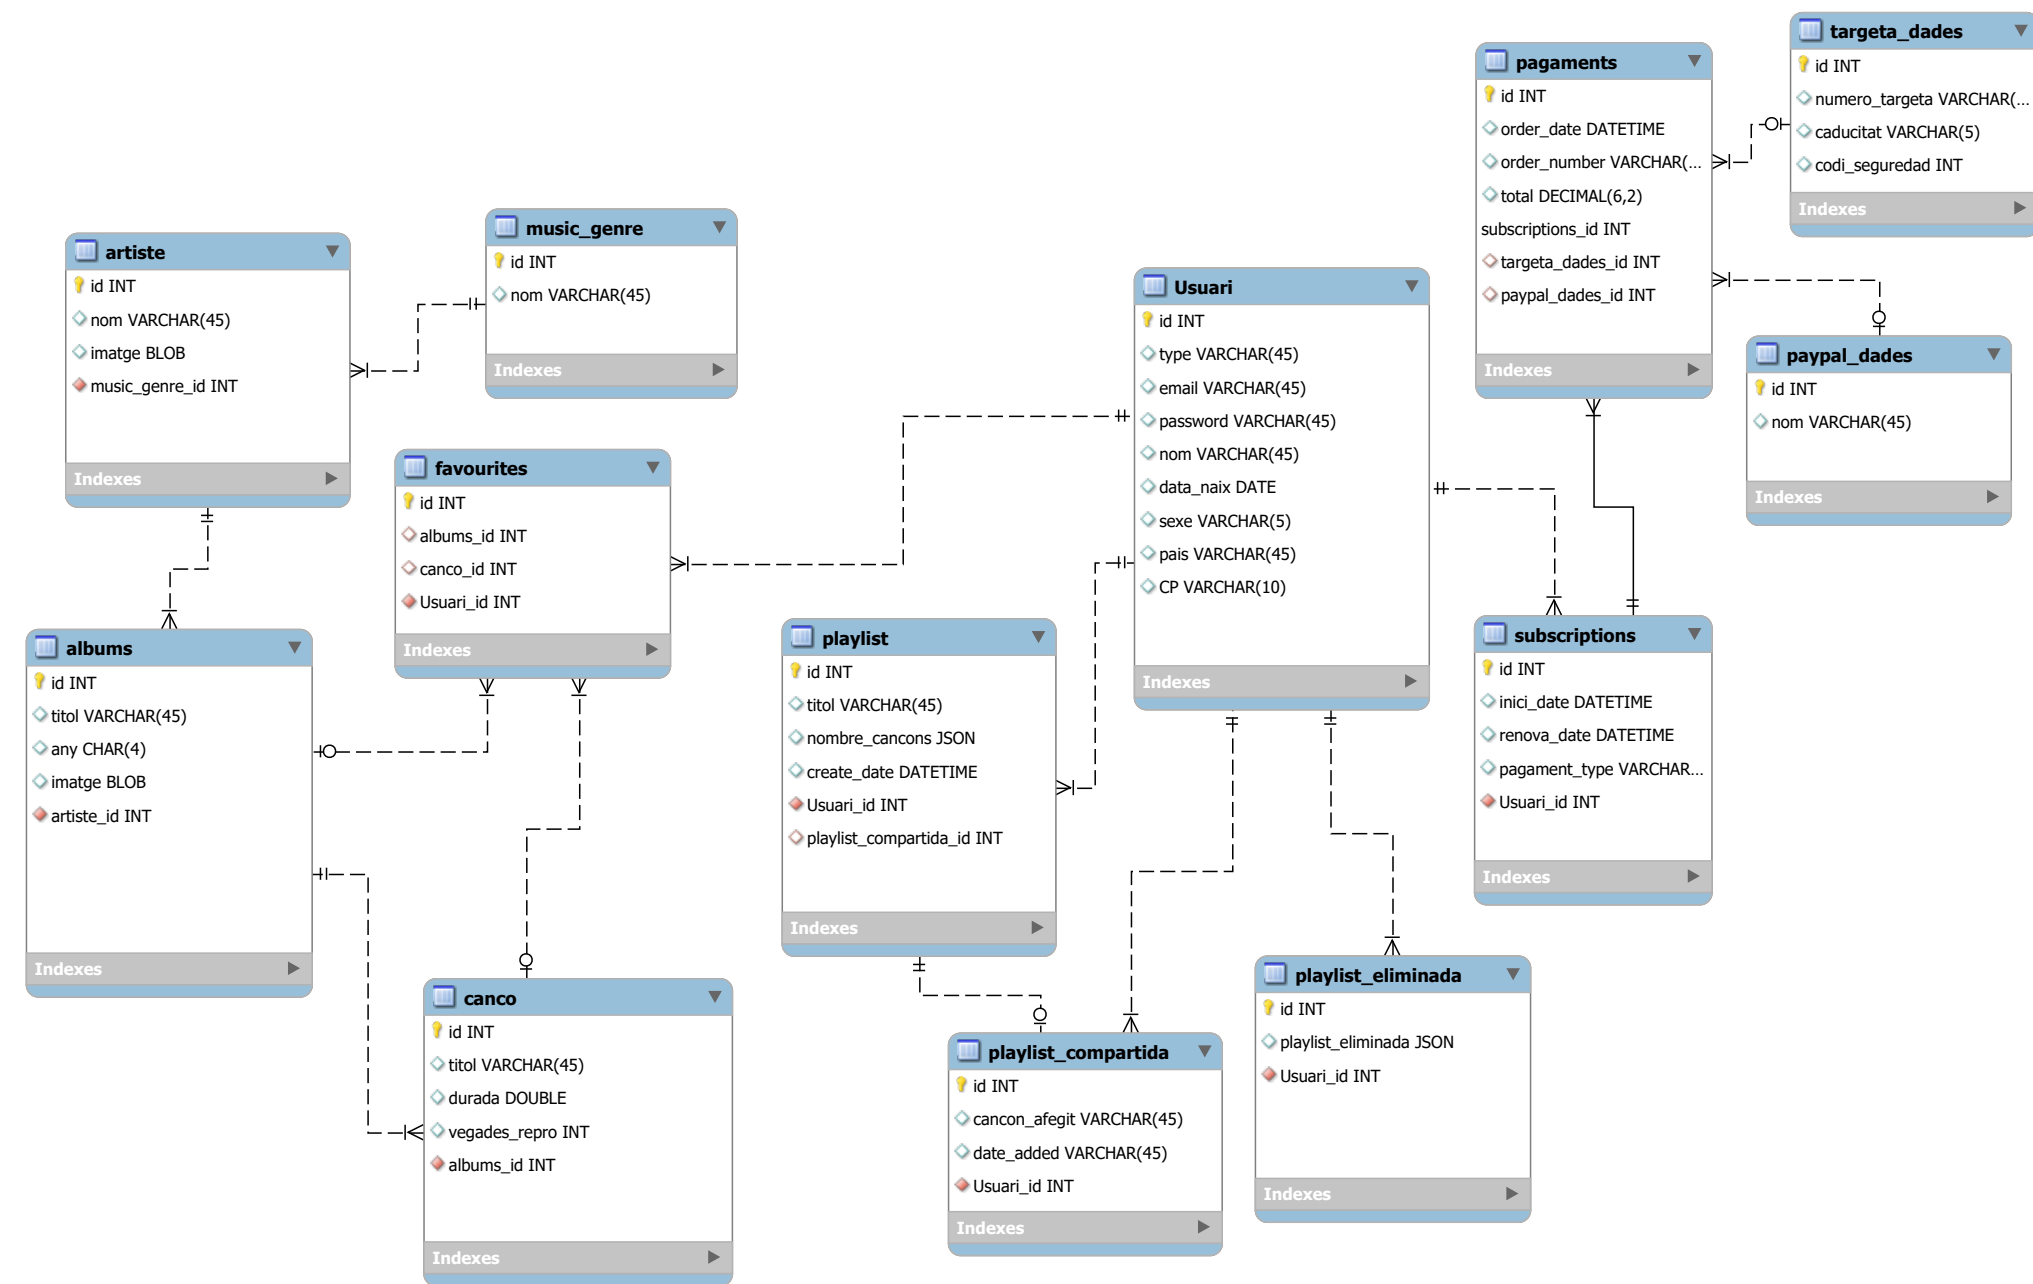 targeta_dades
id INT
numero_targeta VARCHAR(...
caducitat VARCHAR(5)
codi_seguredad INT
Indexes
pagaments
id INT
order_date DATETIME
order_number VARCHAR(...
total DECIMAL(6,2)
subscriptions_id INT
targeta_dades_id INT
paypal_dades_id INT
Indexes
music_genre
id INT
nom VARCHAR(45)
Indexes
artiste
id INT
nom VARCHAR(45)
imatge BLOB
music_genre_id INT
Indexes
Usuari
id INT
type VARCHAR(45)
email VARCHAR(45)
password VARCHAR(45)
nom VARCHAR(45)
data_naix DATE
sexe VARCHAR(5)
pais VARCHAR(45)
CP VARCHAR(10)
Indexes
paypal_dades
id INT
nom VARCHAR(45)
Indexes
favourites
id INT
albums_id INT
canco_id INT
Usuari_id INT
Indexes
albums
id INT
titol VARCHAR(45)
any CHAR(4)
imatge BLOB
artiste_id INT
Indexes
playlist
id INT
titol VARCHAR(45)
nombre_cancons JSON
create_date DATETIME
Usuari_id INT
playlist_compartida_id INT
Indexes
subscriptions
id INT
inici_date DATETIME
renova_date DATETIME
pagament_type VARCHAR...
Usuari_id INT
Indexes
canco
id INT
titol VARCHAR(45)
durada DOUBLE
vegades_repro INT
albums_id INT
Indexes
playlist_compartida
id INT
cancon_afegit VARCHAR(45)
date_added VARCHAR(45)
Usuari_id INT
Indexes
playlist_eliminada
id INT
playlist_eliminada JSON
Usuari_id INT
Indexes